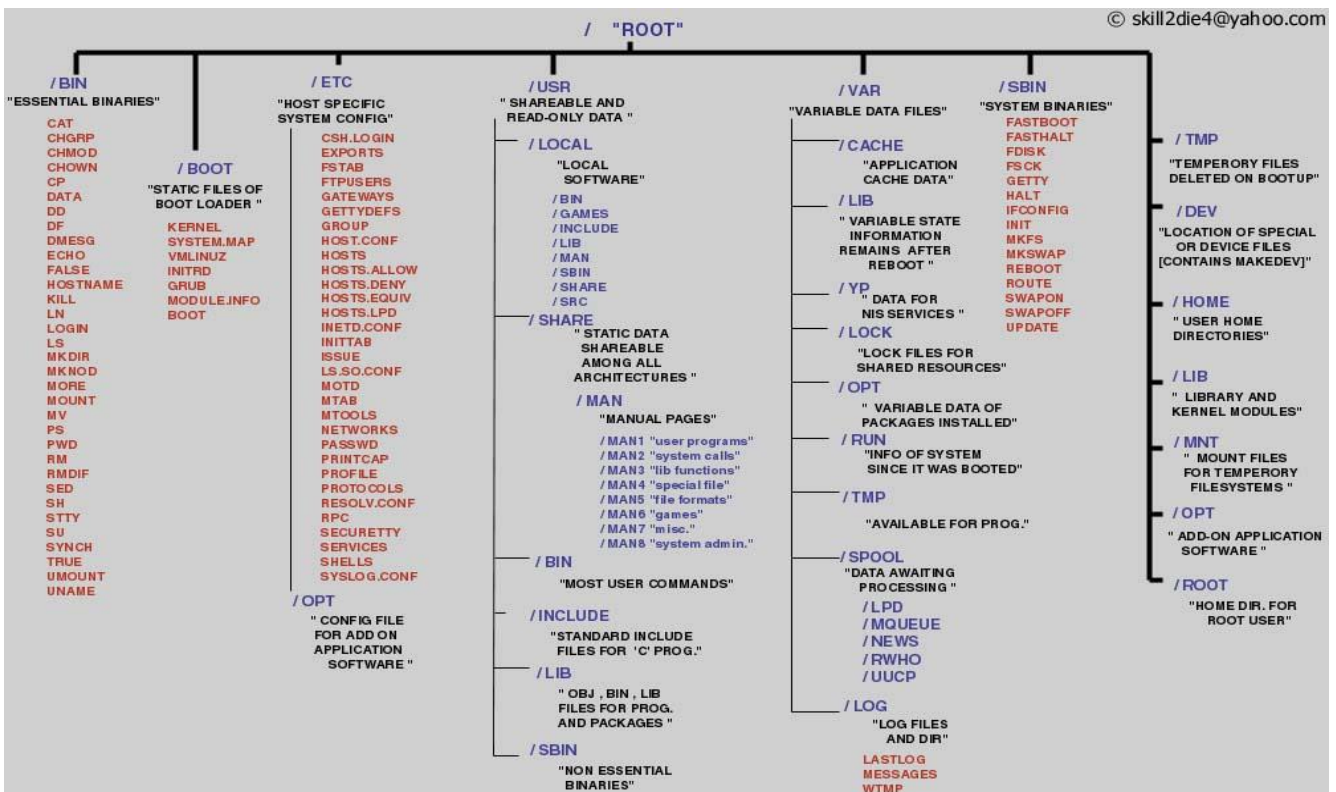 © skill2die4@yahoo.com
/ "ROOT"
/ BIN
"ESSENTIAL BINARIES"
CAT
CHGRP
CHMOD
CHOWN
CP
DATA
DD
DF
DMESG
ECHO
FALSE
HOSTNAME
KILL
LN
LOGIN
LS
MKDIR
MKNOD
MORE
MOUNT
MV
PS
PWD
RM
RMDIF
SED
SH
STTY
SU
SYNCH
TRUE
UMOUNT
UNAME
/ BOOT
"STATIC FILES OF
BOOT LOADER "
KERNEL
SYSTEM.MAP
VMLINUZ
INITRD
GRUB
MODULE.INFO
BOOT
/ ETC
"HOST SPECIFIC
SYSTEM CONFIG"
CSH.LOGIN
EXPORTS
FSTAB
FTPUSERS
GATEWAYS
GETTYDEFS
GROUP
HOST.CONF
HOSTS
HOSTS.ALLOW
HOSTS.DENY
HOSTS.EQUIV
HOSTS.LPD
INETD.CONF
INITTAB
ISSUE
LS.SO.CONF
MOTD
MTAB
MTOOLS
NETWORKS
PASSWD
PRINTCAP
PROFILE
PROTOCOLS
RESOLV.CONF
RPC
SECURETTY
SERVICES
SHELLS
SYSLOG.CONF
/ OPT
" CONFIG FILE
FOR ADD ON
APPLICATION
SOFTWARE "
/ USR
" SHAREABLE AND
READ-ONLY DATA "
/ LOCAL
"LOCAL
SOFTWARE"
/ BIN
/ GAMES
/ INCLUDE
/ LIB
/ MAN
/ SBIN
/ SHARE
/ SRC
/ SHARE
" STATIC DATA
SHAREABLE
AMONG ALL
ARCHITECTURES "
/ MAN
"MANUAL PAGES"
/ MAN1 "user programs"
/ MAN2 "system calls"
/ MAN3 "lib functions"
/ MAN4 "special file"
/ MAN5 "file formats"
/ MAN6 "games"
/ MAN7 "misc."
/ MAN8 "system admin."
/ BIN
"MOST USER COMMANDS"
/ INCLUDE
"STANDARD INCLUDE
FILES FOR 'C' PROG."
/ LIB
" OBJ , BIN , LIB
FILES FOR PROG.
AND PACKAGES "
/ SBIN
"NON ESSENTIAL
BINARIES"
/ VAR
"VARIABLE DATA FILES"
/ CACHE
"APPLICATION
CACHE DATA"
/ LIB
" VARIABLE STATE
INFORMATION
REMAINS AFTER
REBOOT "
/ YP
" DATA FOR
NIS SERVICES "
/ LOCK
"LOCK FILES FOR
SHARED RESOURCES"
/ OPT
" VARIABLE DATA OF
PACKAGES INSTALLED"
/ RUN
"INFO OF SYSTEM
SINCE IT WAS BOOTED"
/ TMP
"AVAILABLE FOR PROG."
/ SPOOL
"DATA AWAITING
PROCESSING "
/ LPD
/ MQUEUE
/ NEWS
/ RWHO
/ UUCP
/ LOG
"LOG FILES
AND DIR"
LASTLOG
MESSAGES
WTMP
/ SBIN
"SYSTEM BINARIES"
FASTBOOT
FASTHALT
FDISK
FSCK
GETTY
HALT
IFCONFIG
INIT
MKFS
MKSWAP
REBOOT
ROUTE
SWAPON
SWAPOFF
UPDATE
/ TMP
"TEMPERORY FILES
DELETED ON BOOTUP"
/ DEV
"LOCATION OF SPECIAL
OR DEVICE FILES
[CONTAINS MAKEDEV]"
/ HOME
" USER HOME
DIRECTORIES"
/ LIB
" LIBRARY AND
KERNEL MODULES"
/ MNT
" MOUNT FILES
FOR TEMPERORY
FILESYSTEMS "
/ OPT
" ADD-ON APPLICATION
SOFTWARE "
/ ROOT
"HOME DIR. FOR
ROOT USER"